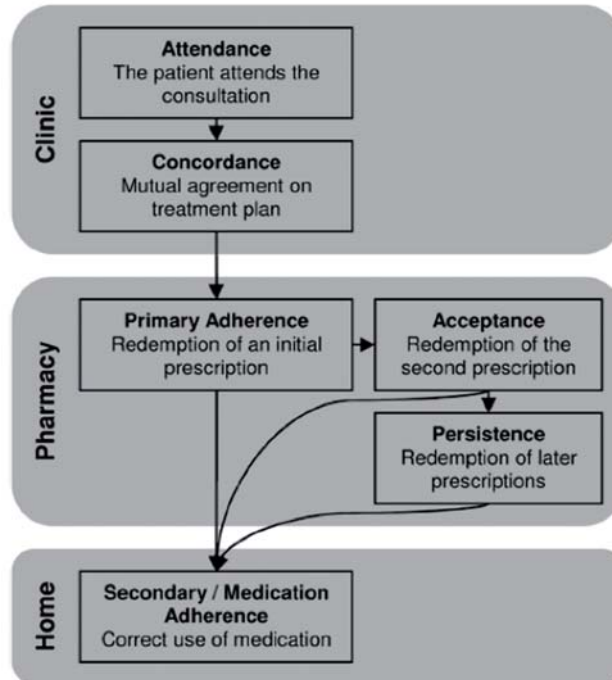 Clinic
Attendance
The patient attends the
consultation
Concordance
Mutual agreement on
treatment plan
Pharmacy
Primary Adherence
Redemption of an initial
prescription
Acceptance
Redemption of the
second prescription
Persistence
Redemption of later
prescriptions
Home
Secondary / Medication
Adherence
Correct use of medication